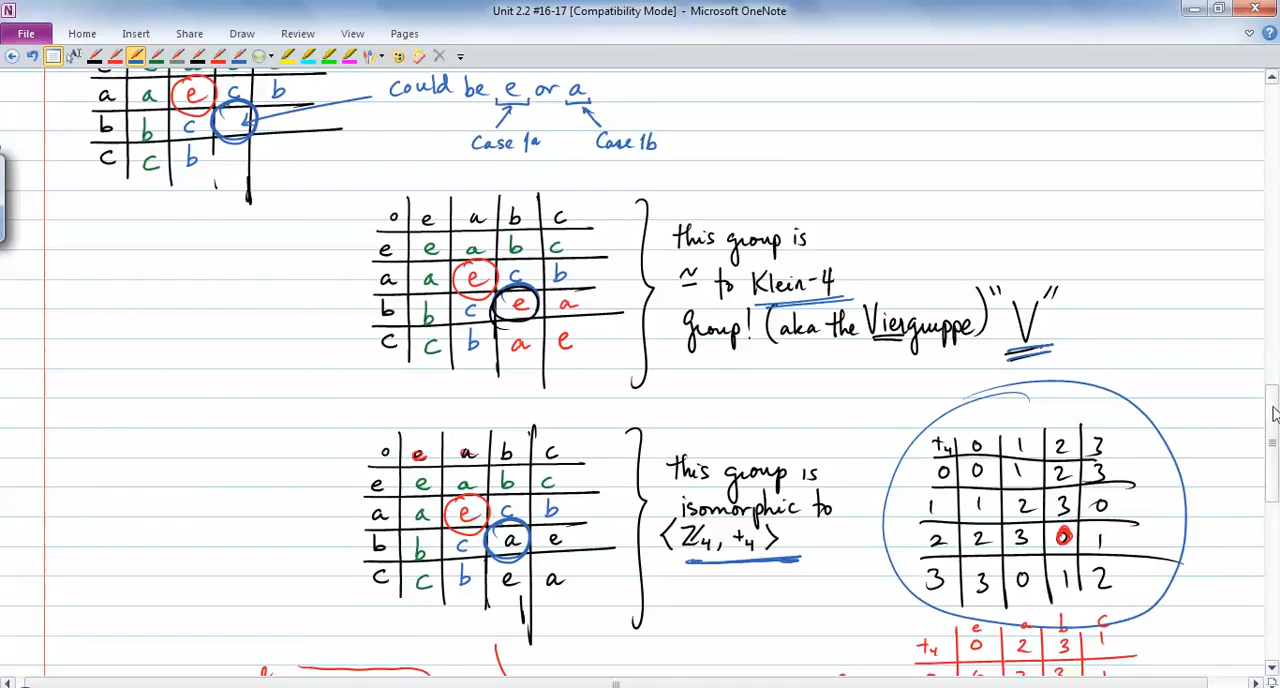 Unit 2.2 #16-17 [Compatibility Mode] - Microsoft OneNote
File Home Insert Share Draw Review View Pages
a a e c b
b b c
c c b
could be e or a
Case 1a Case 1b
o e a b c
e e a b c
a a e c b
b b c e a
c c b a e
this group is
≅ to Klein-4
group! (aka the Viergruppe) "V"
o e a b c
e e a b c
a a e c b
b b c a e
c c b e a
this group is
isomorphic to
⟨ℤ₄, +₄⟩
+₄ 0 1 2 3
0 0 1 2 3
1 1 2 3 0
2 2 3 0 1
3 3 0 1 2
e a b c
+₄ 0 2 3 1